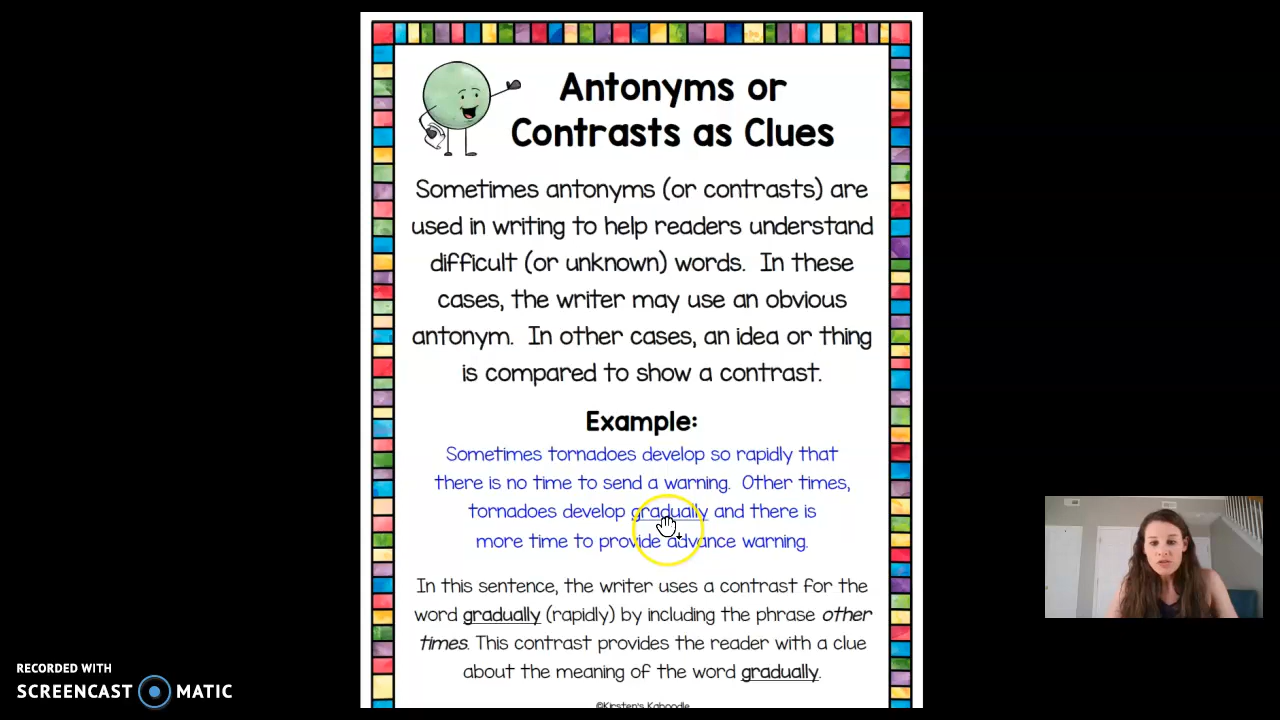 Antonyms or
Contrasts as Clues
Sometimes antonyms (or contrasts) are
used in writing to help readers understand
difficult (or unknown) words. In these
cases, the writer may use an obvious
antonym. In other cases, an idea or thing
is compared to show a contrast.
Example:
Sometimes tornadoes develop so rapidly that
there is no time to send a warning. Other times,
tornadoes develop gradually and there is
more time to provide advance warning.
In this sentence, the writer uses a contrast for the
word gradually (rapidly) by including the phrase other
times. This contrast provides the reader with a clue
about the meaning of the word gradually.
©Kirsten's Kaboodle
RECORDED WITH
SCREENCAST MATIC